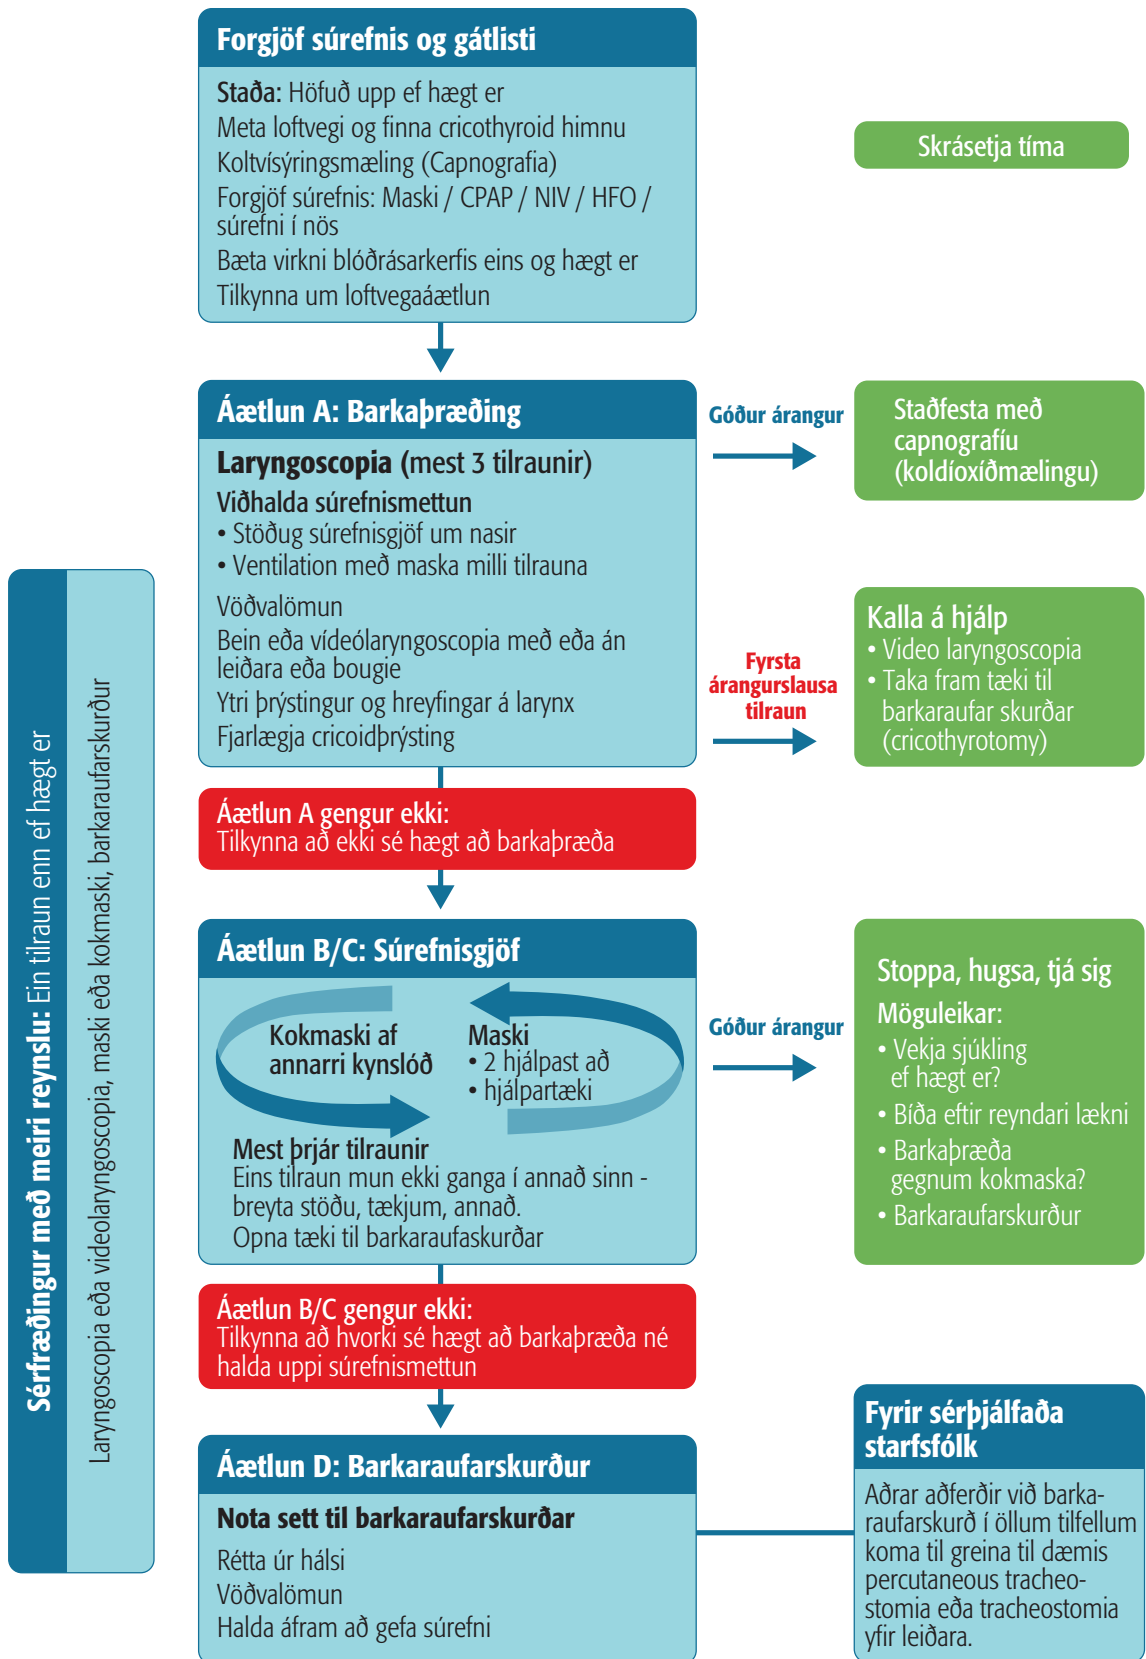 Forgjöf súrefnis og gátlisti
Staða: Höfuð upp ef hægt er
Meta loftvegi og finna cricothyroid himnu
Koltvísýringsmæling (Capnografia)
Forgjöf súrefnis: Maski / CPAP / NIV / HFO /
súrefni í nös
Bæta virkni blóðrásarkerfis eins og hægt er
Tilkynna um loftvegaáætlun
Skrásetja tíma
Áætlun A: Barkaþræðing
Laryngoscopia (mest 3 tilraunir)
Viðhalda súrefnismettun
• Stöðug súrefnisgjöf um nasir
• Ventilation með maska milli tilrauna
Vöðvalömun
Bein eða vídeólaryngoscopia með eða án
leiðara eða bougie
Ytri þrýstingur og hreyfingar á larynx
Fjarlægja cricoidþrýsting
Góður árangur
Staðfesta með
capnografíu
(koldíoxíðmælingu)
Fyrsta
árangurslausa
tilraun
Kalla á hjálp
• Video laryngoscopia
• Taka fram tæki til
barkaraufar skurðar
(cricothyrotomy)
Áætlun A gengur ekki:
Tilkynna að ekki sé hægt að barkaþræða
Áætlun B/C: Súrefnisgjöf
Kokmaski af
annarri kynslóð
Maski
• 2 hjálpast að
• hjálpartæki
Mest þrjár tilraunir
Eins tilraun mun ekki ganga í annað sinn -
breyta stöðu, tækjum, annað.
Opna tæki til barkaraufaskurðar
Góður árangur
Stoppa, hugsa, tjá sig
Möguleikar:
• Vekja sjúkling
ef hægt er?
• Bíða eftir reyndari lækni
• Barkaþræða
gegnum kokmaska?
• Barkaraufarskurður
Áætlun B/C gengur ekki:
Tilkynna að hvorki sé hægt að barkaþræða né
halda uppi súrefnismettun
Áætlun D: Barkaraufarskurður
Nota sett til barkaraufarskurðar
Rétta úr hálsi
Vöðvalömun
Halda áfram að gefa súrefni
Fyrir sérþjálfaða
starfsfólk
Aðrar aðferðir við barka-
raufarskurð í öllum tilfellum
koma til greina til dæmis
percutaneous tracheo-
stomia eða tracheostomia
yfir leiðara.
Sérfræðingur með meiri reynslu: Ein tilraun enn ef hægt er
Laryngoscopia eða videolaryngoscopia, maski eða kokmaski, barkaraufarskurður